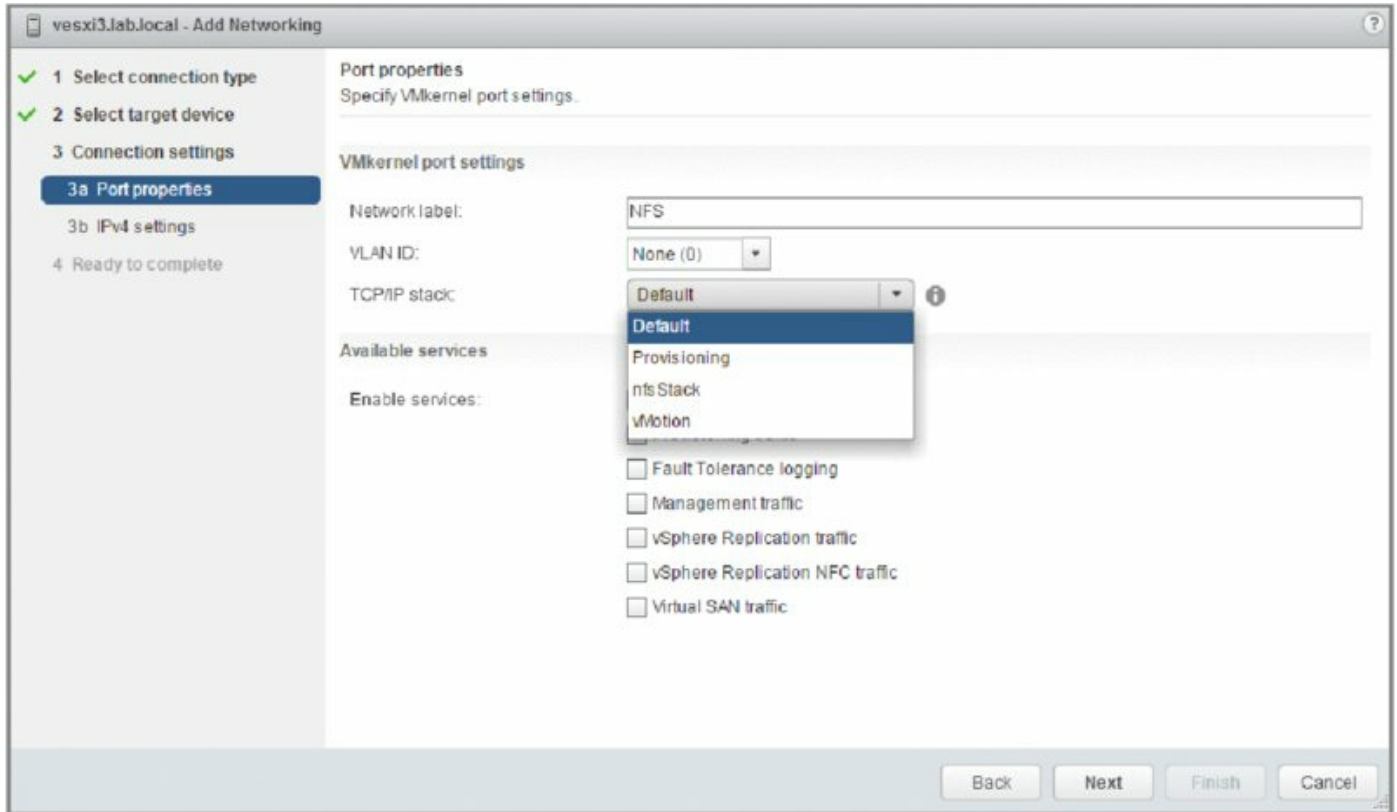 vesxi3.lab.local - Add Networking
?
1 Select connection type
2 Select target device
3 Connection settings
3a Port properties
3b IPv4 settings
4 Ready to complete
Port properties
Specify VMkernel port settings.
VMkernel port settings
Network label:
NFS
VLAN ID:
None (0)
TCP/IP stack:
Default
Default
Provisioning
nfsStack
vMotion
Available services
Enable services:
Fault Tolerance logging
Management traffic
vSphere Replication traffic
vSphere Replication NFC traffic
Virtual SAN traffic
Back
Next
Finish
Cancel